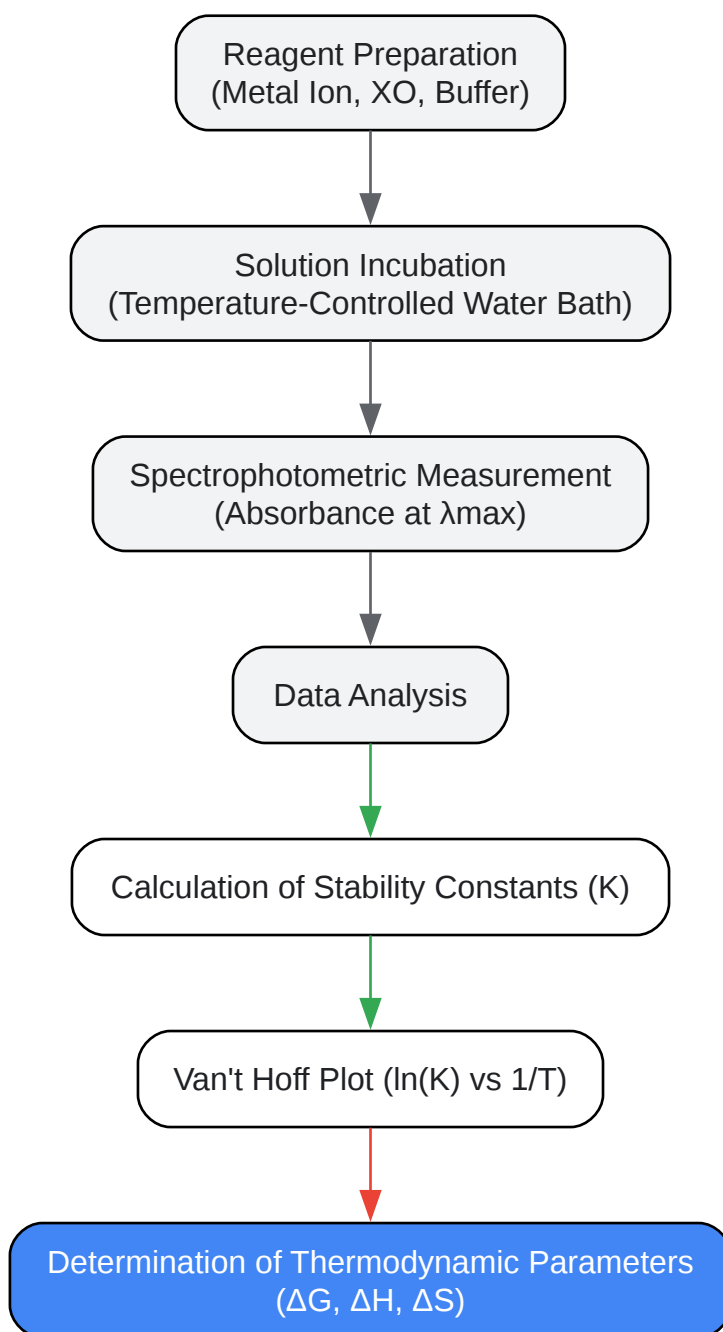 Reagent Preparation
(Metal Ion, XO, Buffer)
Solution Incubation
(Temperature-Controlled Water Bath)
Spectrophotometric Measurement
(Absorbance at λmax)
Data Analysis
Calculation of Stability Constants (K)
Van't Hoff Plot (ln(K) vs 1/T)
Determination of Thermodynamic Parameters
(ΔG, ΔH, ΔS)